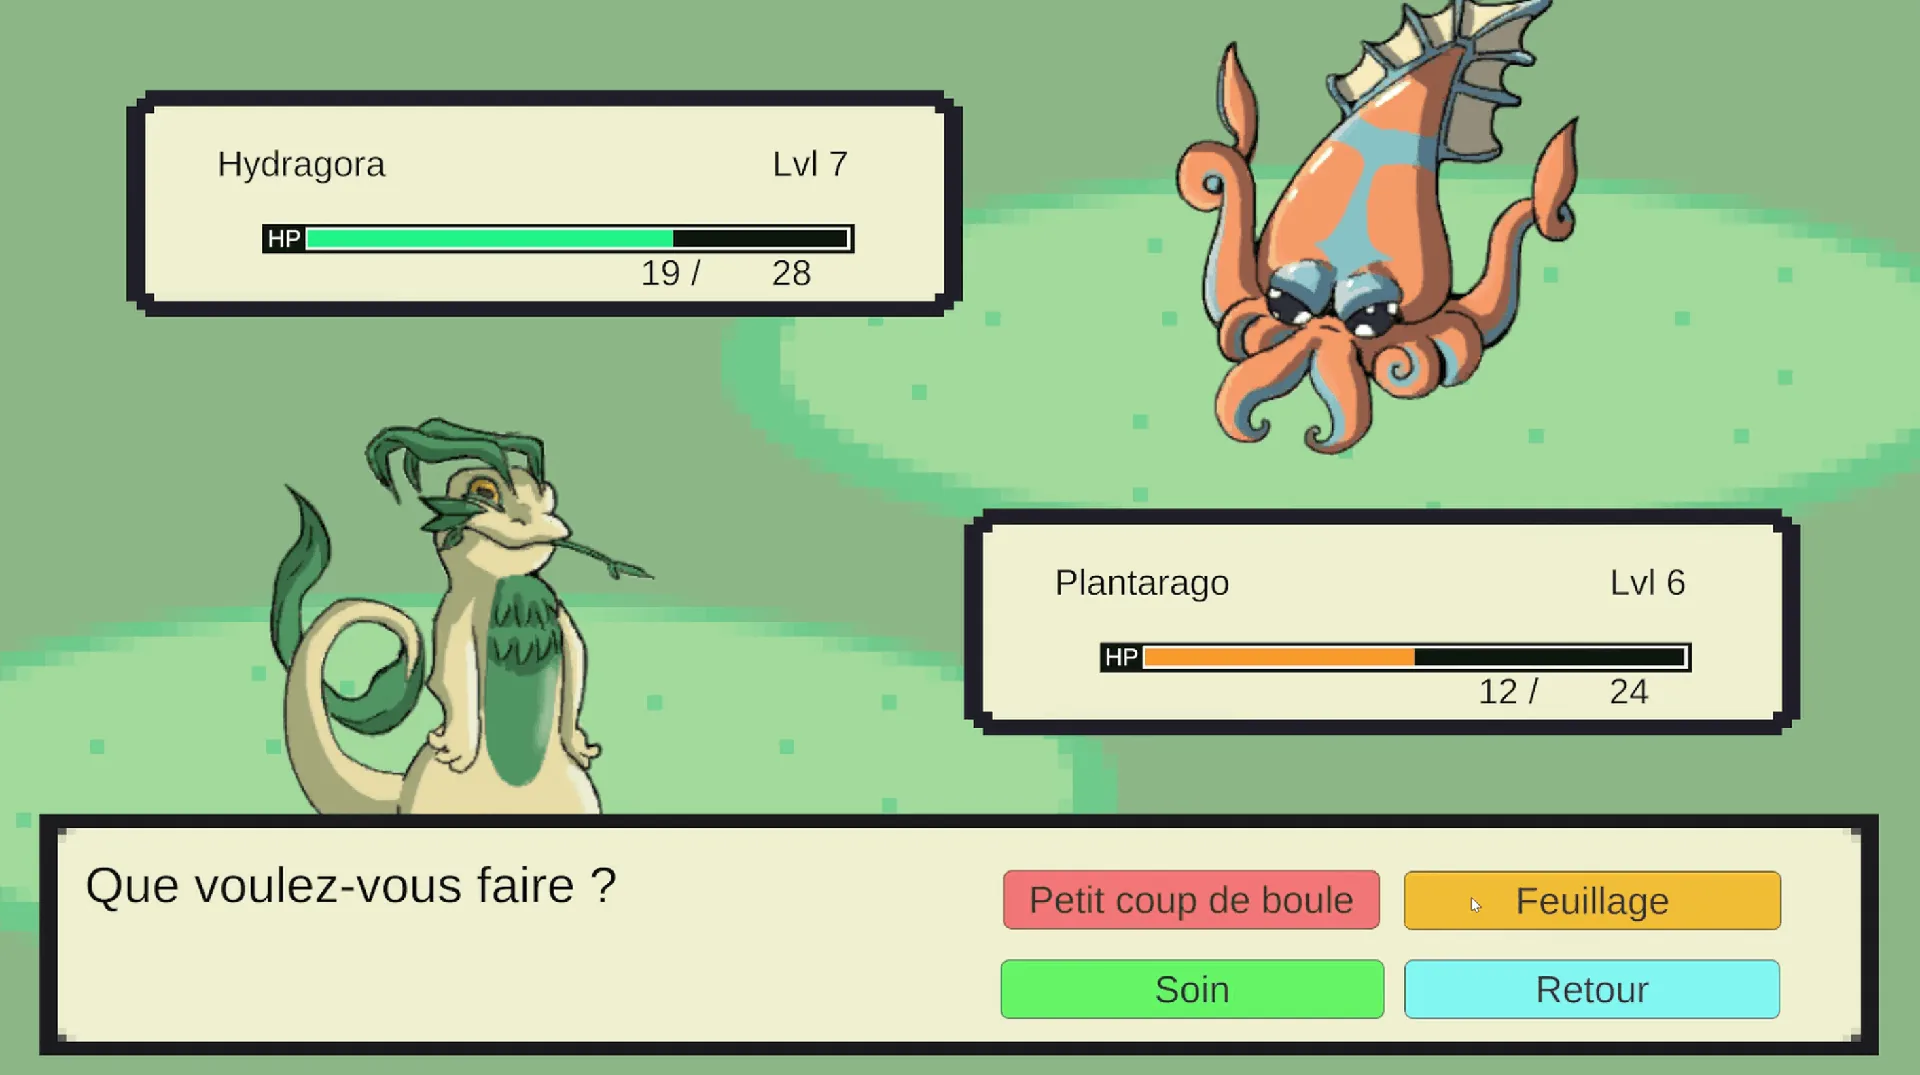 Hydragora Lvl 7
HP
19 / 28
Plantarago Lvl 6
HP
12 / 24
Que voulez-vous faire ?
Petit coup de boule Feuillage
Soin Retour